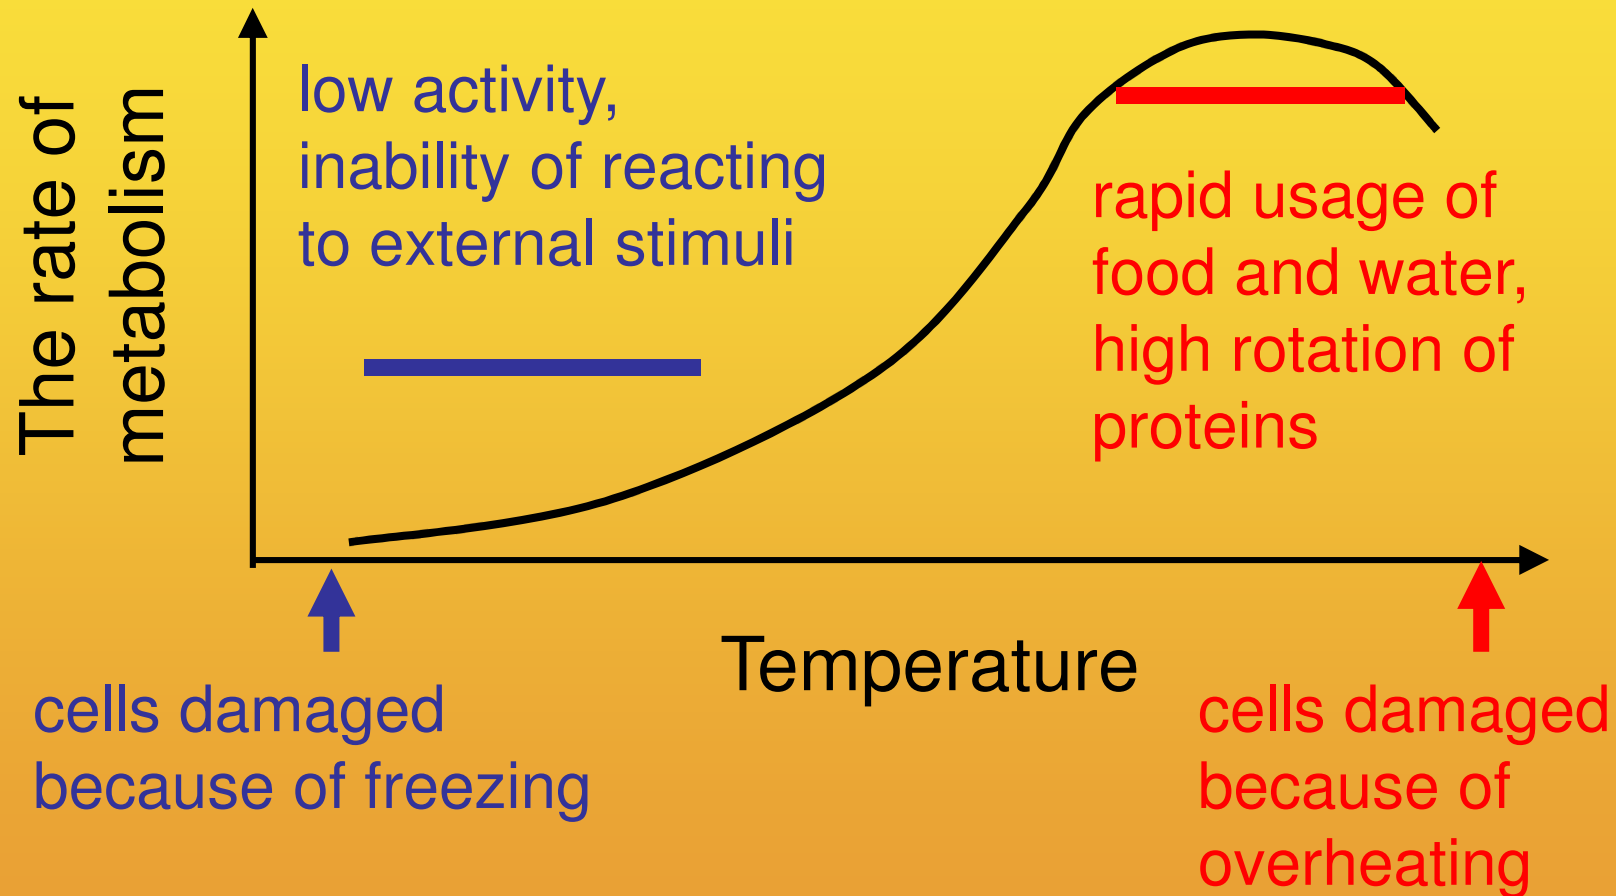 The rate of
metabolism
low activity,
inability of reacting
to external stimuli
rapid usage of
food and water,
high rotation of
proteins
Temperature
cells damaged
because of freezing
cells damaged
because of
overheating